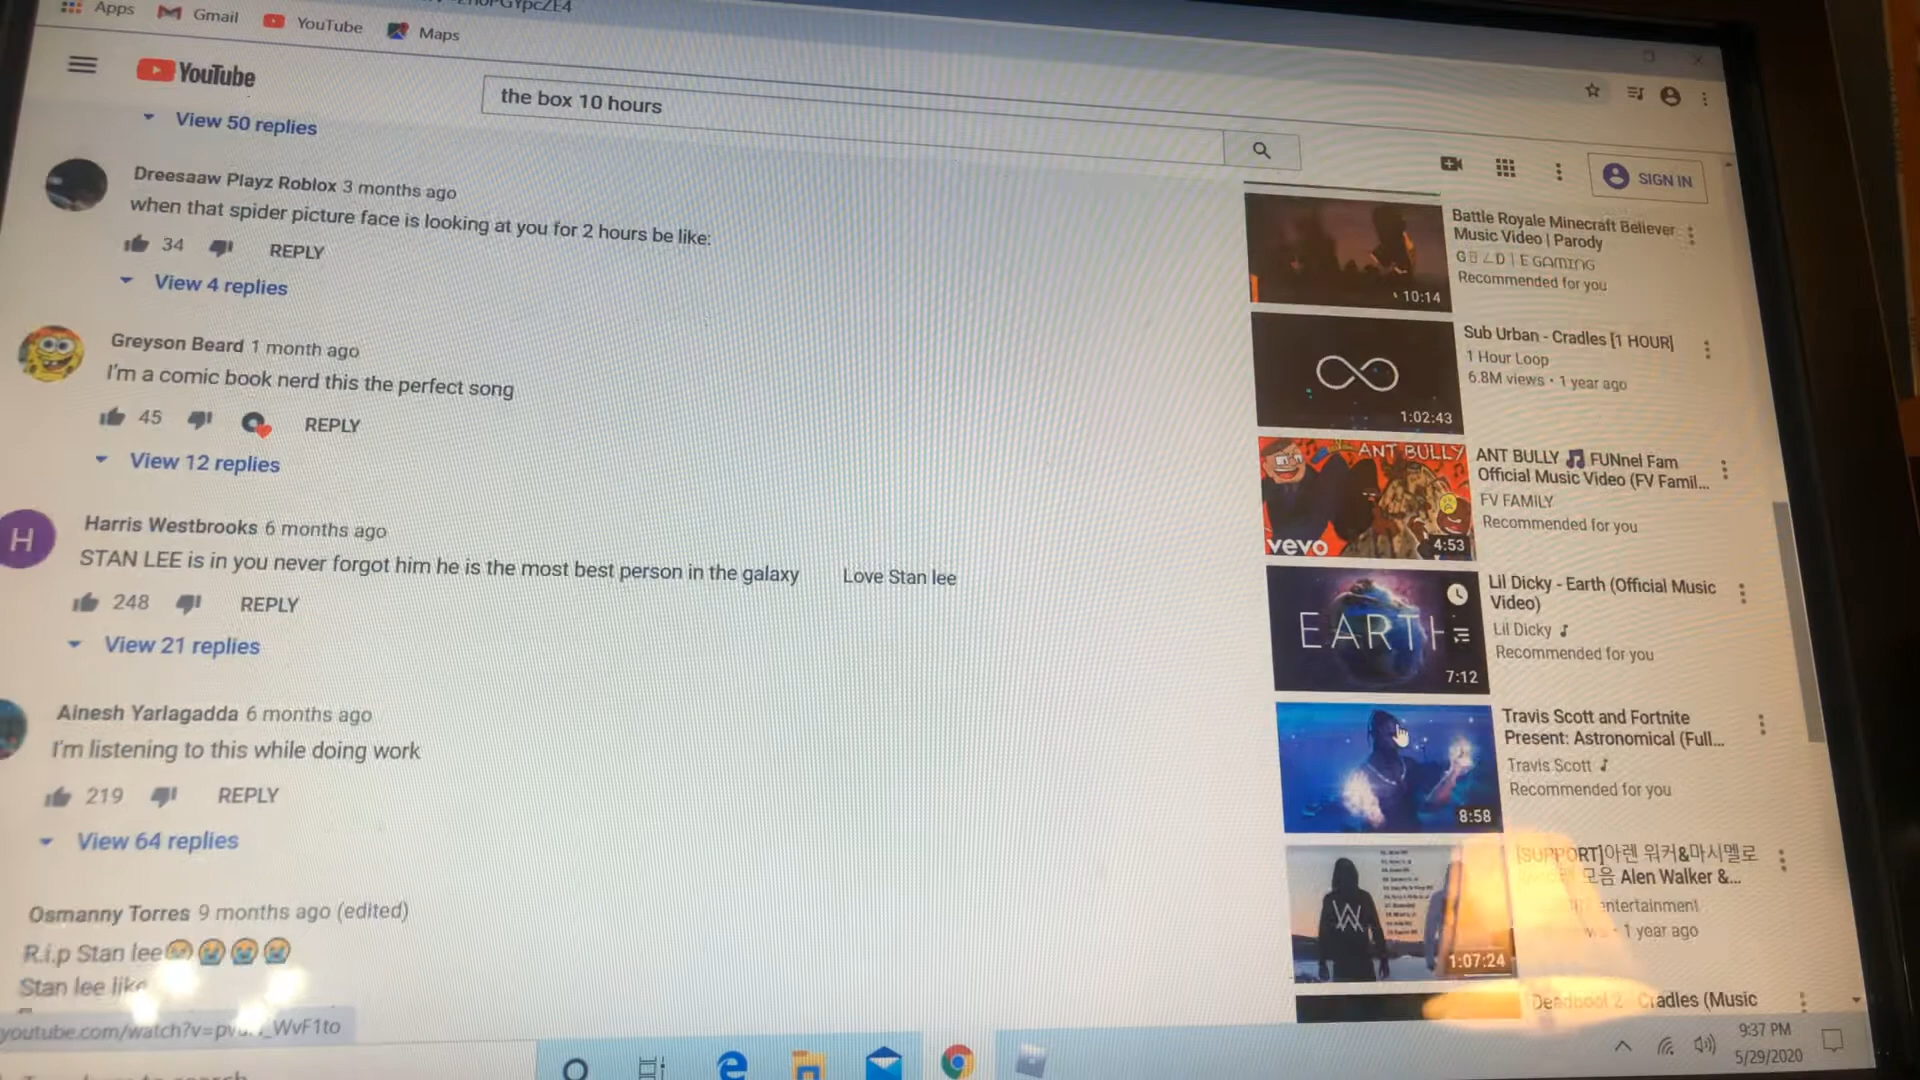 Apps
Gmail
YouTube
Maps
YouTube
the box 10 hours
SIGN IN
View 50 replies
Dreesaaw Playz Roblox 3 months ago
when that spider picture face is looking at you for 2 hours be like:
34
REPLY
View 4 replies
Greyson Beard 1 month ago
I'm a comic book nerd this the perfect song
45
REPLY
View 12 replies
Harris Westbrooks 6 months ago
H
STAN LEE is in you never forgot him he is the most best person in the galaxy Love Stan lee
248
REPLY
View 21 replies
Ainesh Yarlagadda 6 months ago
I'm listening to this while doing work
219
REPLY
View 64 replies
Osmanny Torres 9 months ago (edited)
R.i.p Stan lee😢😭😭😭
Stan lee like
Battle Royale Minecraft Believer
Music Video | Parody
GAMING
Recommended for you
10:14
Sub Urban - Cradles [1 HOUR]
1 Hour Loop
6.8M views • 1 year ago
1:02:43
ANT BULLY
vevo
4:53
ANT BULLY 🎵 FUNnel Fam
Official Music Video (FV Famil...
FV FAMILY
Recommended for you
EARTH
7:12
Lil Dicky - Earth (Official Music
Video)
Lil Dicky ♪
Recommended for you
8:58
Travis Scott and Fortnite
Present: Astronomical (Full...
Travis Scott ♪
Recommended for you
1:07:24
[SUPPORT]아렌 워커&마시멜로
모음 Alen Walker &...
entertainment
1 year ago
Deadpool 2 Cradles (Music
9:37 PM
5/29/2020